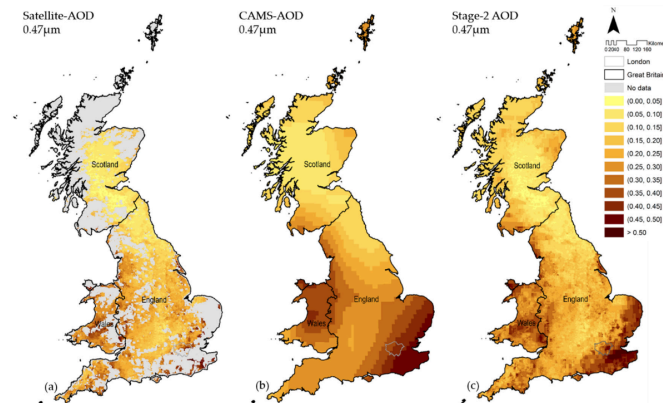 Satellite-AOD
0.47µm
CAMS-AOD
0.47µm
Stage-2 AOD
0.47µm
N
London
Great Britain
No data
(0.00, 0.05]
(0.05, 0.10]
(0.10, 0.15]
(0.15, 0.20]
(0.20, 0.25]
(0.25, 0.30]
(0.30, 0.35]
(0.35, 0.40]
(0.40, 0.45]
(0.45, 0.50]
> 0.50
Scotland
England
Wales
(a)
Scotland
England
Wales
(b)
Scotland
England
Wales
(c)